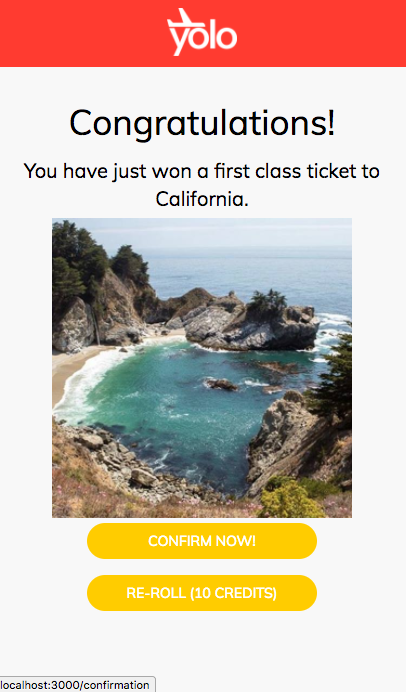 yolo
Congratulations!
You have just won a first class ticket to
California.
CONFIRM NOW!
RE-ROLL (10 CREDITS)
localhost:3000/confirmation